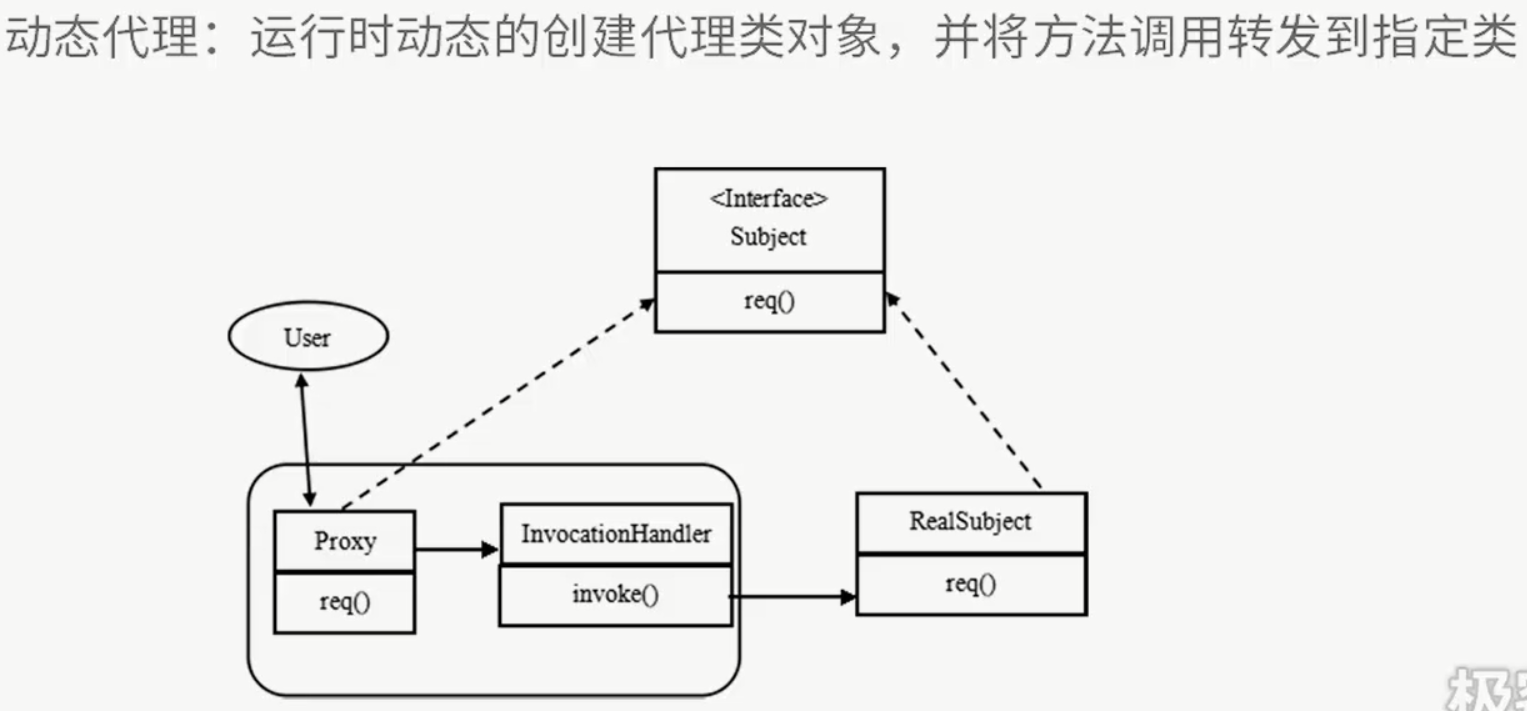 动态代理：运行时动态的创建代理类对象，并将方法调用转发到指定类
<Interface>
Subject
req()
User
Proxy
req()
InvocationHandler
invoke()
RealSubject
req()
极